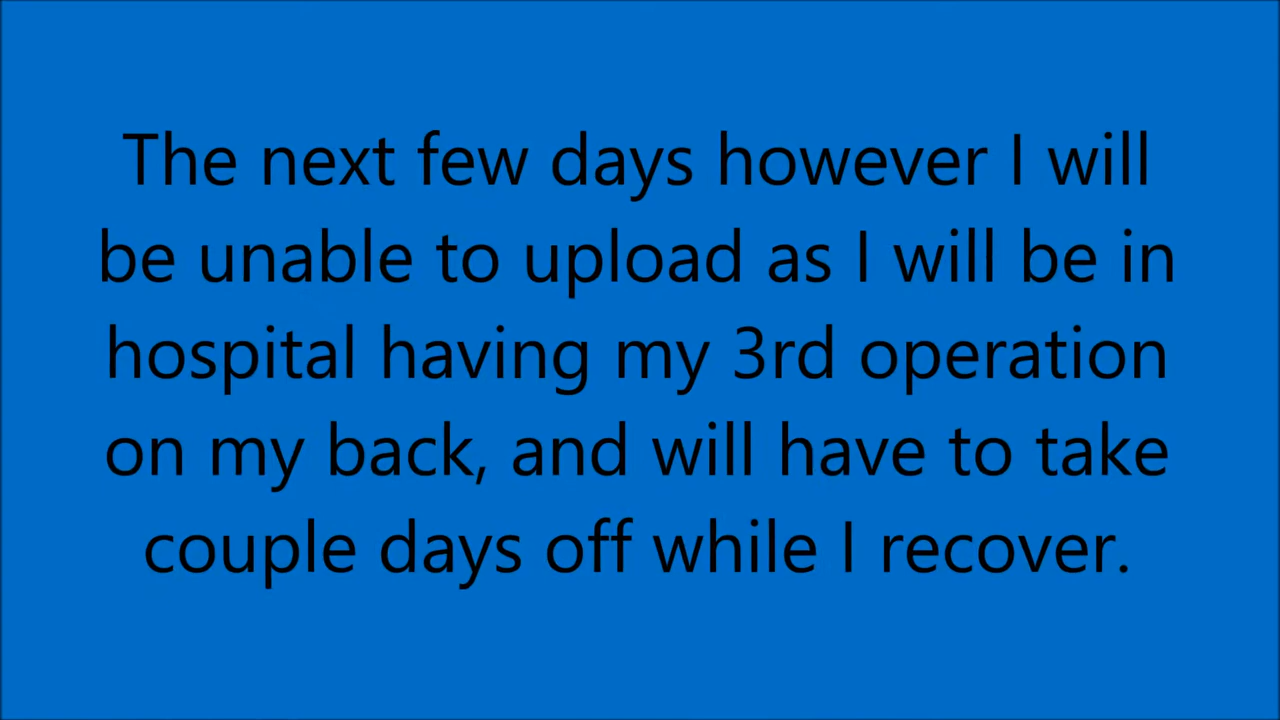 The next few days however I will
be unable to upload as I will be in
hospital having my 3rd operation
on my back, and will have to take
couple days off while I recover.